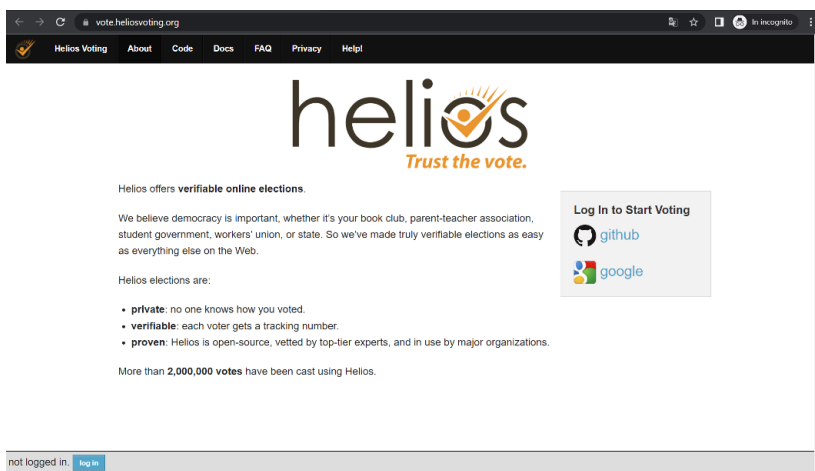 vote.heliosvoting.org
In incognito
Helios Voting About Code Docs FAQ Privacy Help!
helios
Trust the vote.
Helios offers verifiable online elections.
We believe democracy is important, whether it's your book club, parent-teacher association,
student government, workers' union, or state. So we've made truly verifiable elections as easy
as everything else on the Web.
Helios elections are:
• private: no one knows how you voted.
• verifiable: each voter gets a tracking number.
• proven: Helios is open-source, vetted by top-tier experts, and in use by major organizations.
More than 2,000,000 votes have been cast using Helios.
Log In to Start Voting
github
google
not logged in. log in